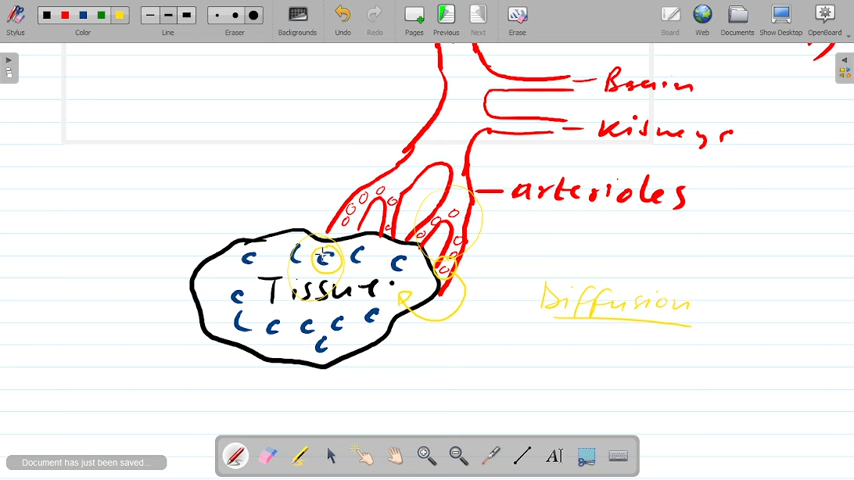 Stylus
Color
Line
Eraser
Backgrounds
Undo
Redo
Pages
Previous
Next
Erase
Board
Web
Documents
Show Desktop
OpenBoard
Brain
Kidneys
arterioles
c c c c c
Tissue.
c
c c c c c
c
Diffusion
Document has just been saved...